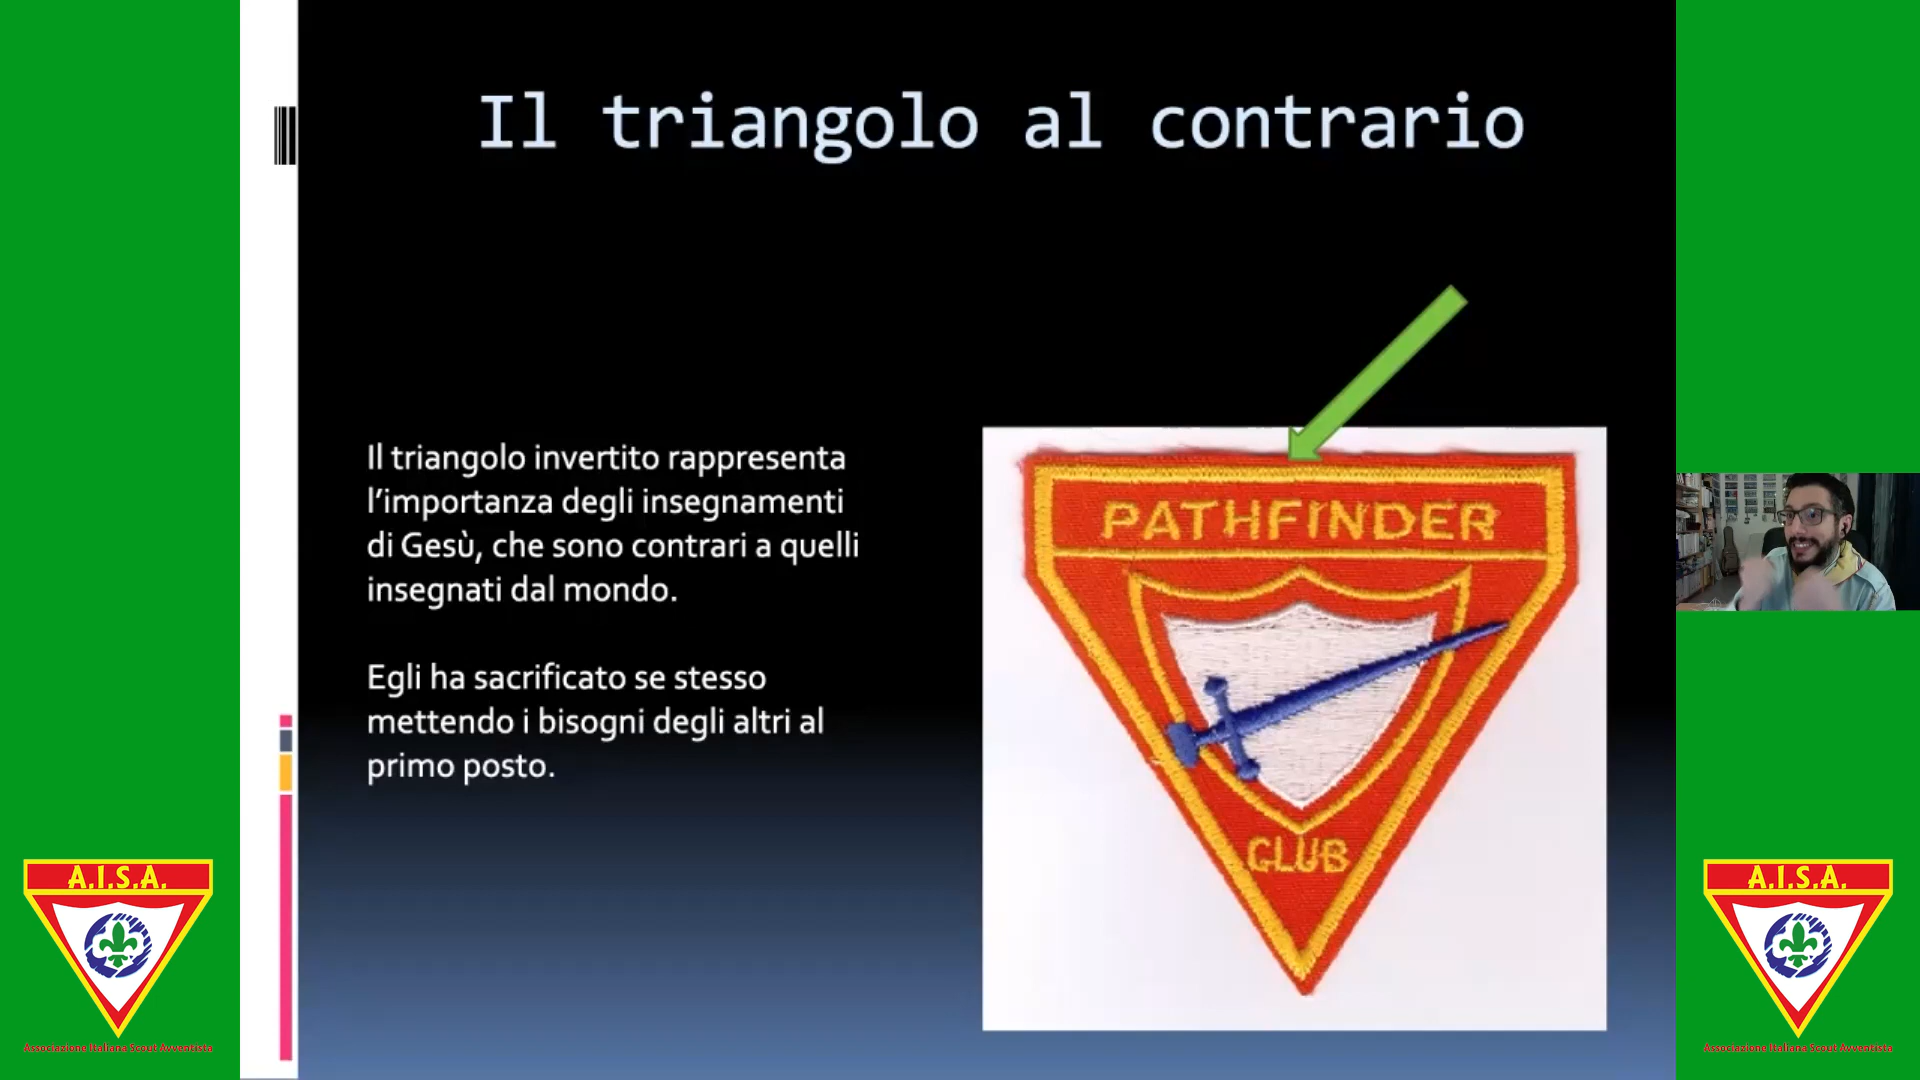 Il triangolo al contrario
Il triangolo invertito rappresenta
l'importanza degli insegnamenti
di Gesù, che sono contrari a quelli
insegnati dal mondo.
Egli ha sacrificato se stesso
mettendo i bisogni degli altri al
primo posto.
PATHFINDER
CLUB
A.I.S.A.
Associazione Italiana Scout Avventista
A.I.S.A.
Associazione Italiana Scout Avventista